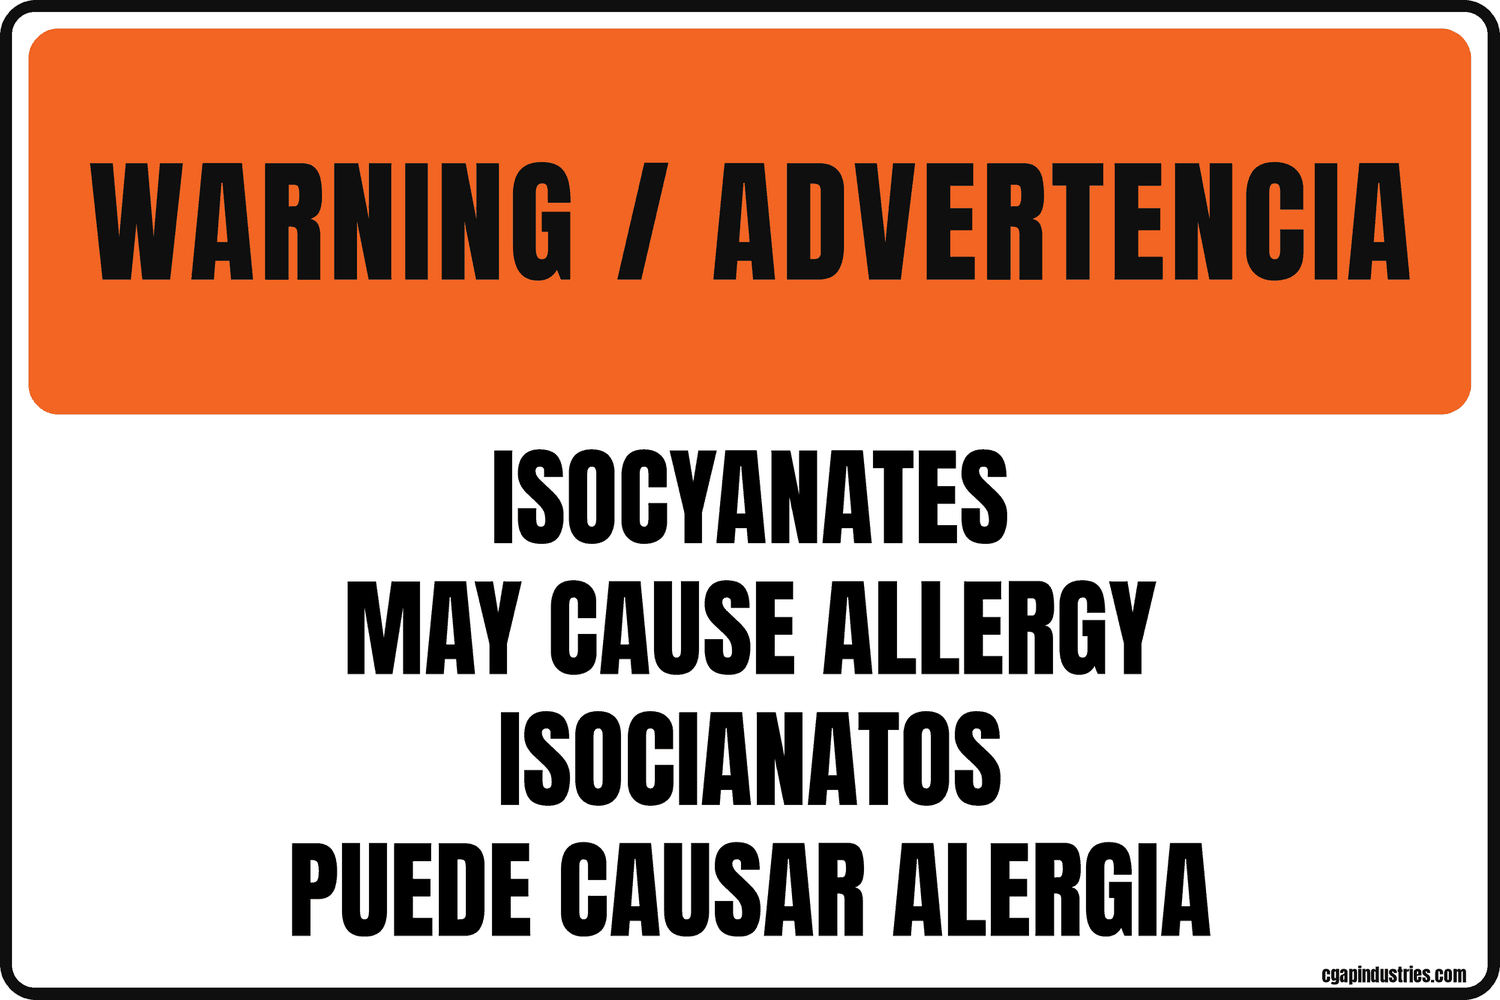 WARNING / ADVERTENCIA
ISOCYANATES
MAY CAUSE ALLERGY
ISOCIANATOS
PUEDE CAUSAR ALERGIA
cgapindustries.com